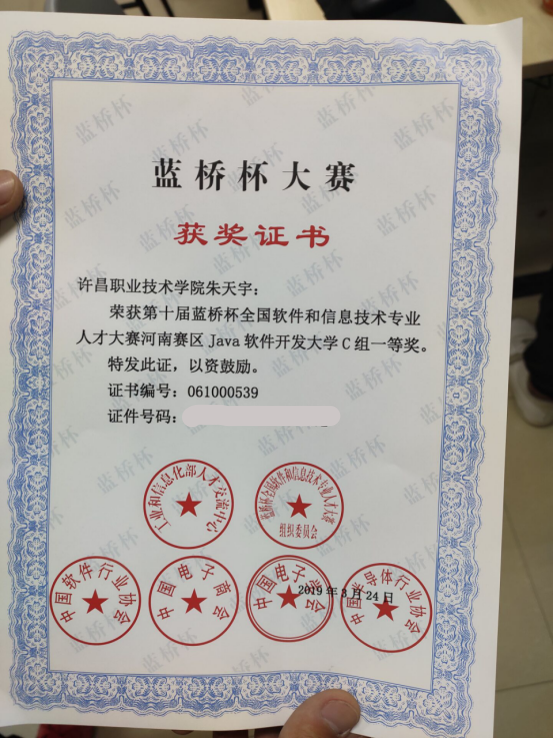 蓝桥杯大赛
获奖证书
许昌职业技术学院朱天宇：
荣获第十届蓝桥杯全国软件和信息技术专业
人才大赛河南赛区 Java 软件开发大学 C 组一等奖。
特发此证，以资鼓励。
证书编号：061000539
证件号码：
工业和信息化部人才交流中心
蓝桥杯全国软件和信息技术专业人才大赛
组织委员会
中国软件行业协会
中国电子商会
中国电子学会
中国半导体行业协会
2019 年 3 月 24 日
蓝桥杯